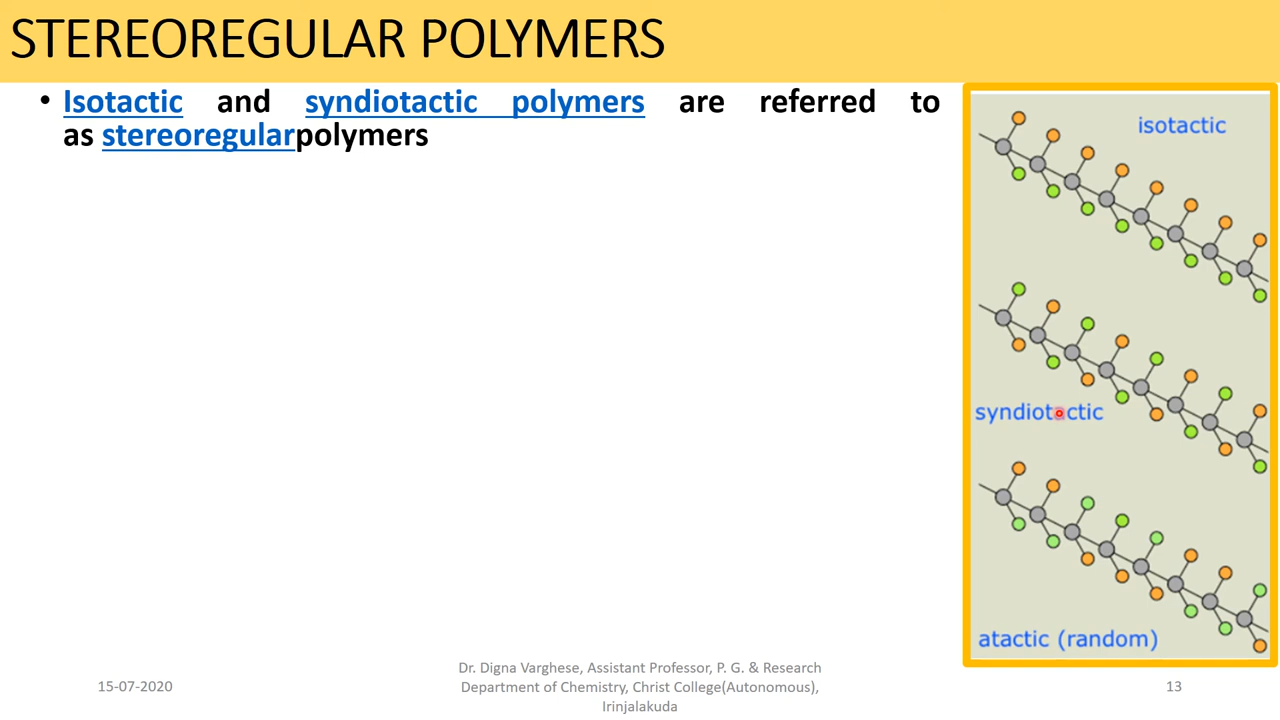 STEREOREGULAR POLYMERS
• Isotactic and syndiotactic polymers are referred to
as stereoregularpolymers
isotactic
syndiotactic
atactic (random)
15-07-2020
Dr. Digna Varghese, Assistant Professor, P. G. & Research
Department of Chemistry, Christ College(Autonomous),
Irinjalakuda
13